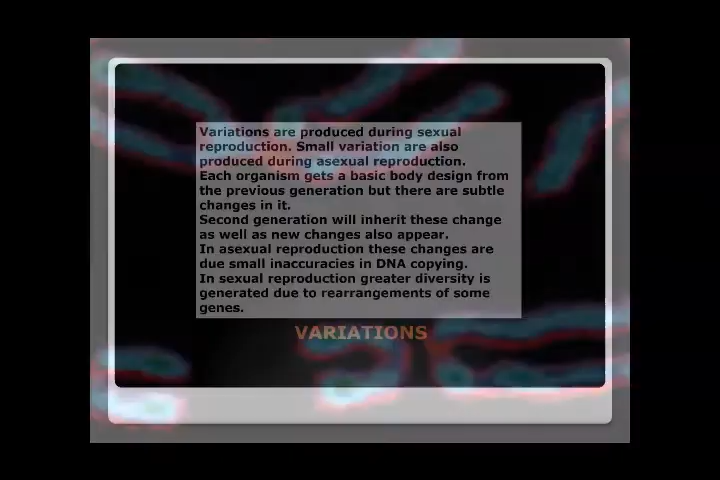 Variations are produced during sexual
reproduction. Small variation are also
produced during asexual reproduction.
Each organism gets a basic body design from
the previous generation but there are subtle
changes in it.
Second generation will inherit these change
as well as new changes also appear.
In asexual reproduction these changes are
due small inaccuracies in DNA copying.
In sexual reproduction greater diversity is
generated due to rearrangements of some
genes.
VARIATIONS